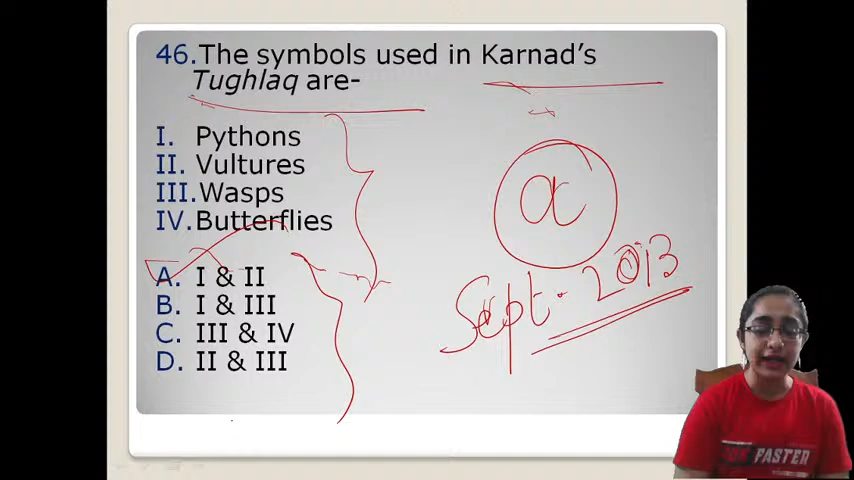 46.The symbols used in Karnad's
Tughlaq are-
I. Pythons
II. Vultures
III.Wasps
IV.Butterflies
A. I & II
B. I & III
C. III & IV
D. II & III
a
Sept. 2013
FASTER